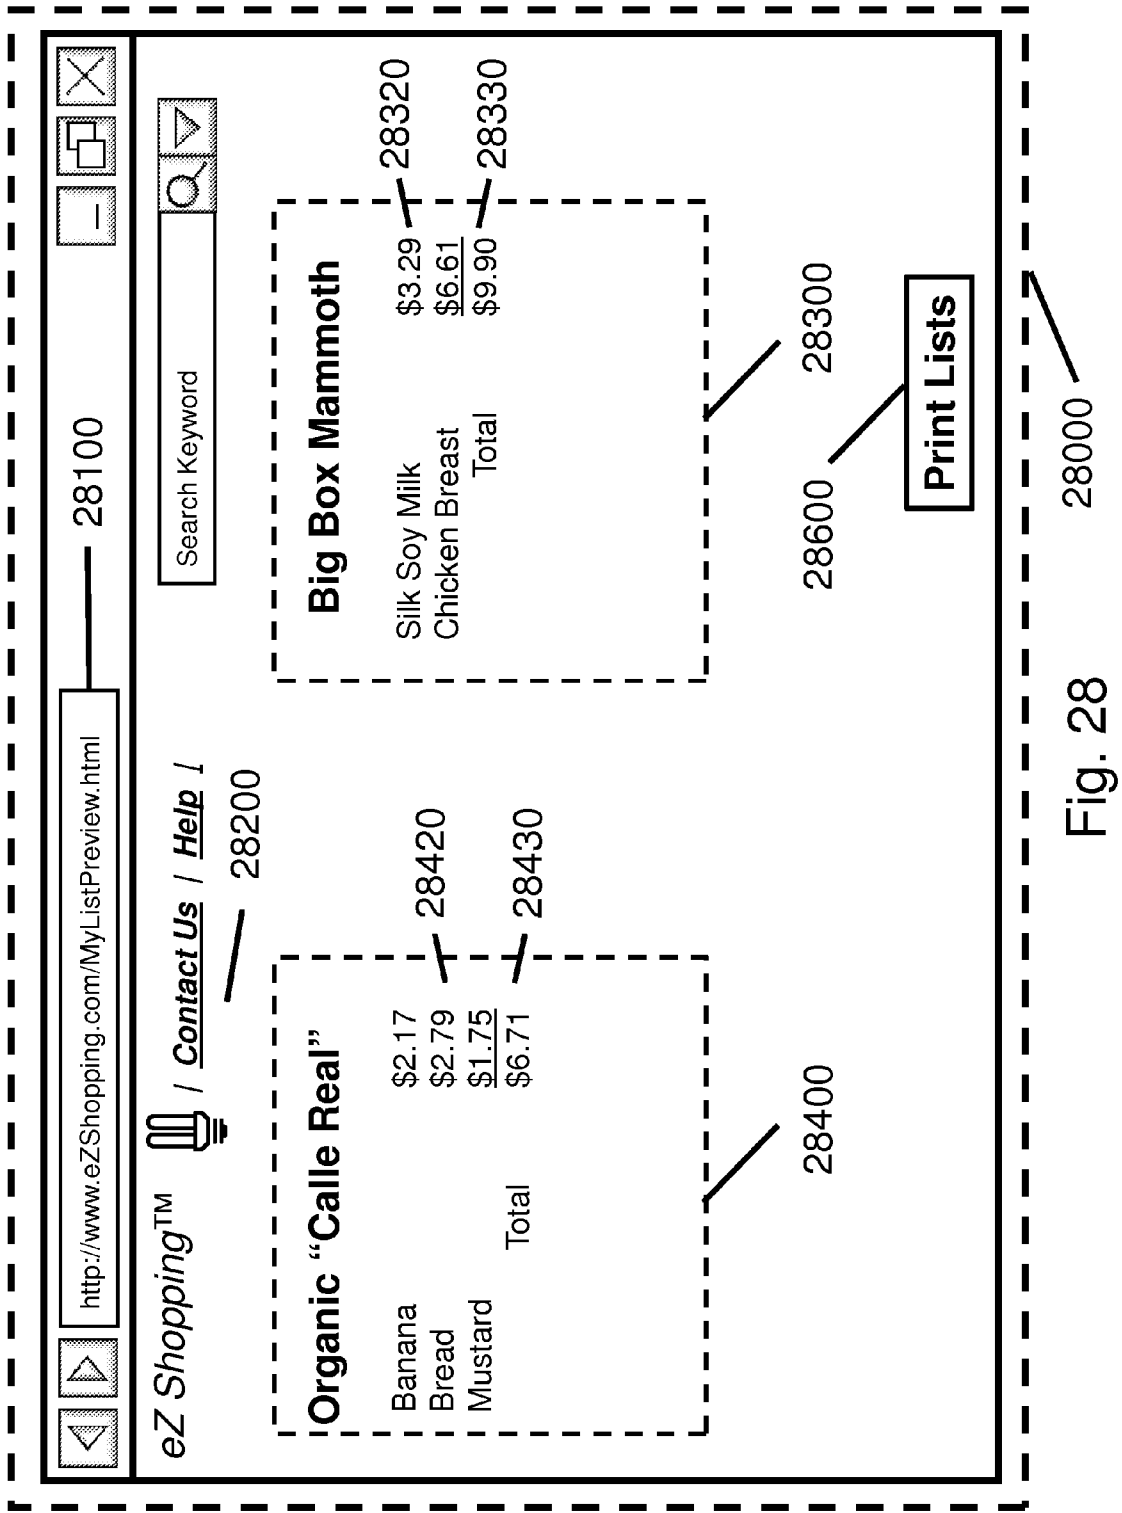 28100
http://www.eZShopping.com/MyListPreview.html
eZ Shopping™ / Contact Us / Help /
Search Keyword
28200
Organic “Calle Real”
Banana $2.17
Bread $2.79
Mustard $1.75
Total $6.71
28420
28430
28400
Big Box Mammoth
Silk Soy Milk $3.29
Chicken Breast $6.61
Total $9.90
28320
28330
28300
28600
Print Lists
28000
Fig. 28